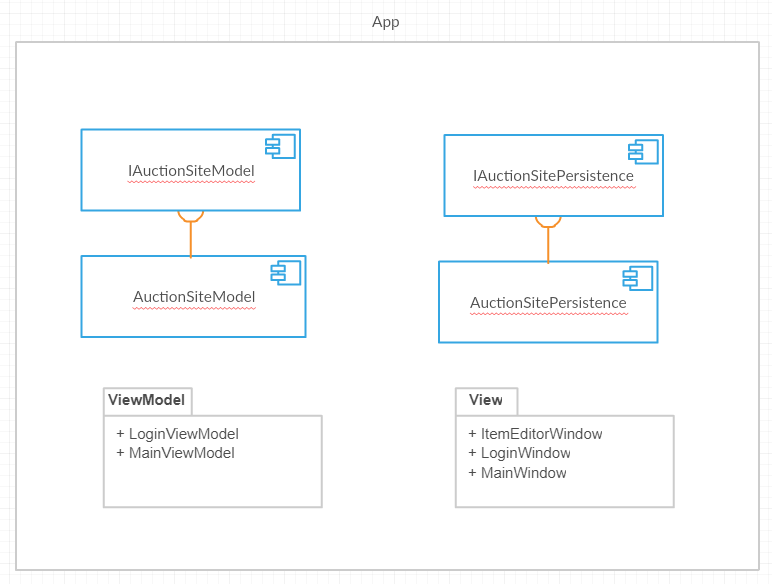 App
IAuctionSiteModel
IAuctionSitePersistence
AuctionSiteModel
AuctionSitePersistence
ViewModel
+ LoginViewModel
+ MainViewModel
View
+ ItemEditorWindow
+ LoginWindow
+ MainWindow